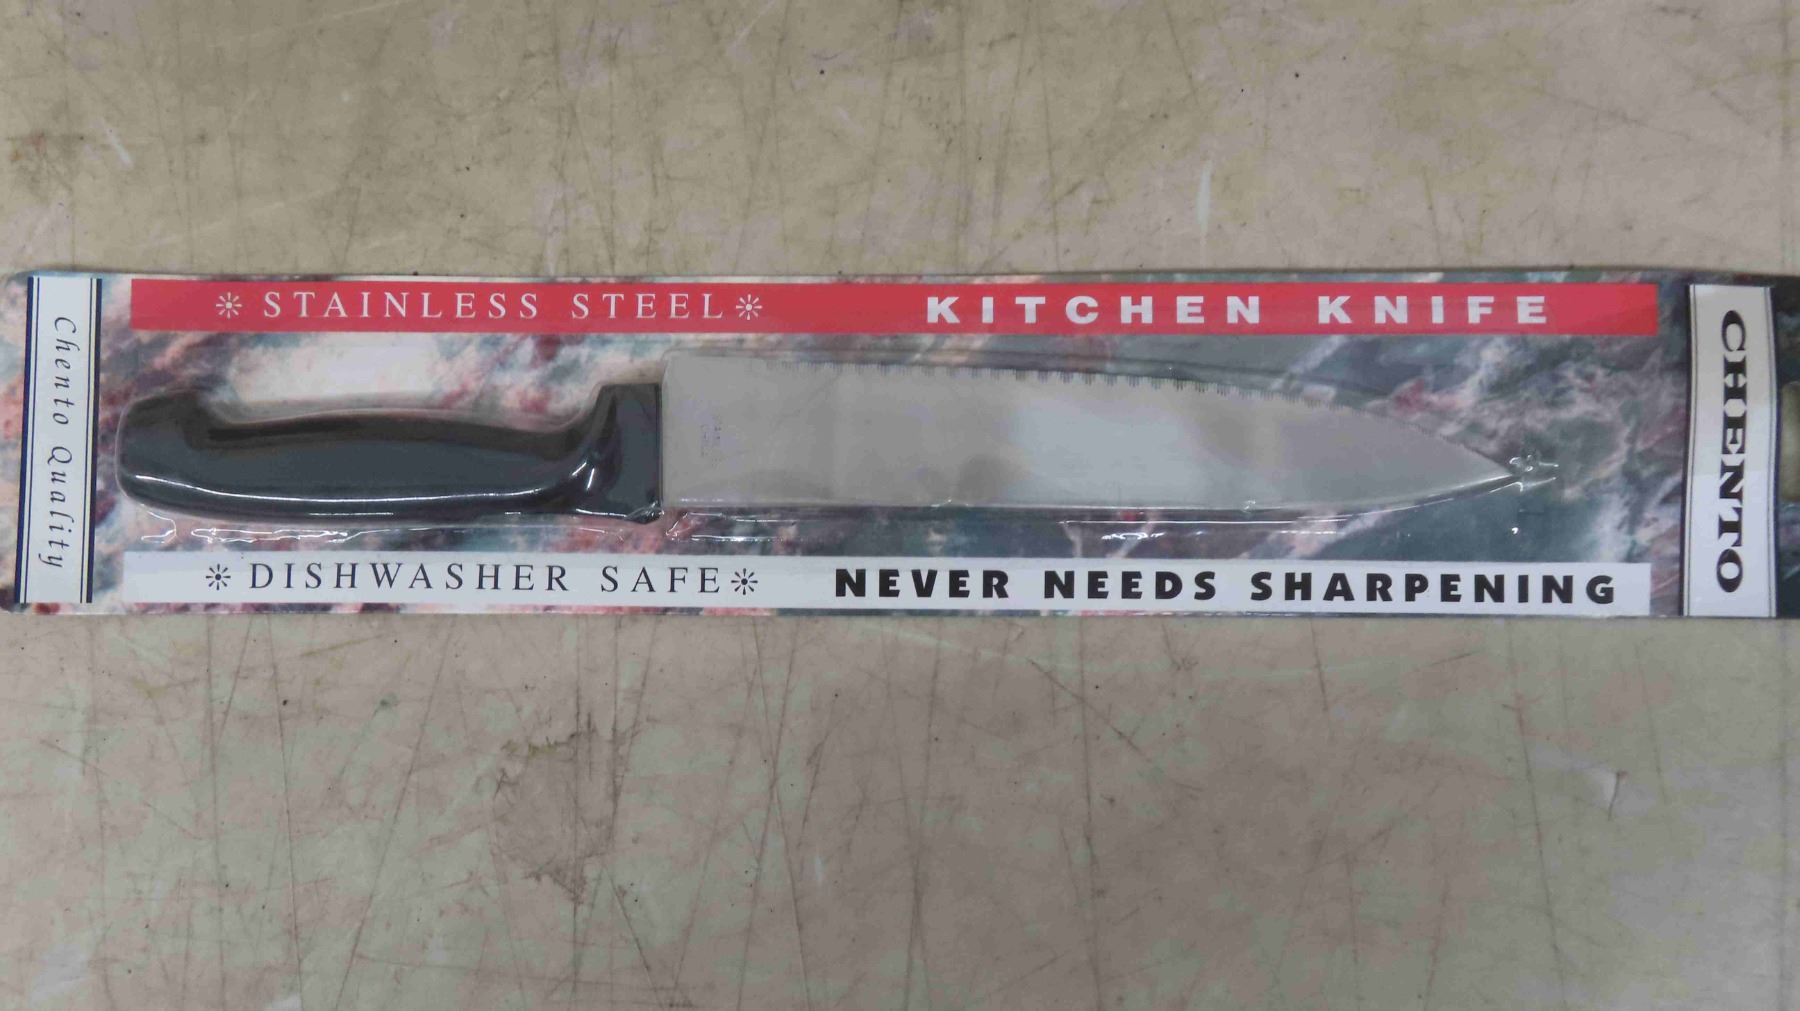 ❊ STAINLESS STEEL ❊ KITCHEN KNIFE
Chento Quality
CHENTO
❊ DISHWASHER SAFE ❊ NEVER NEEDS SHARPENING